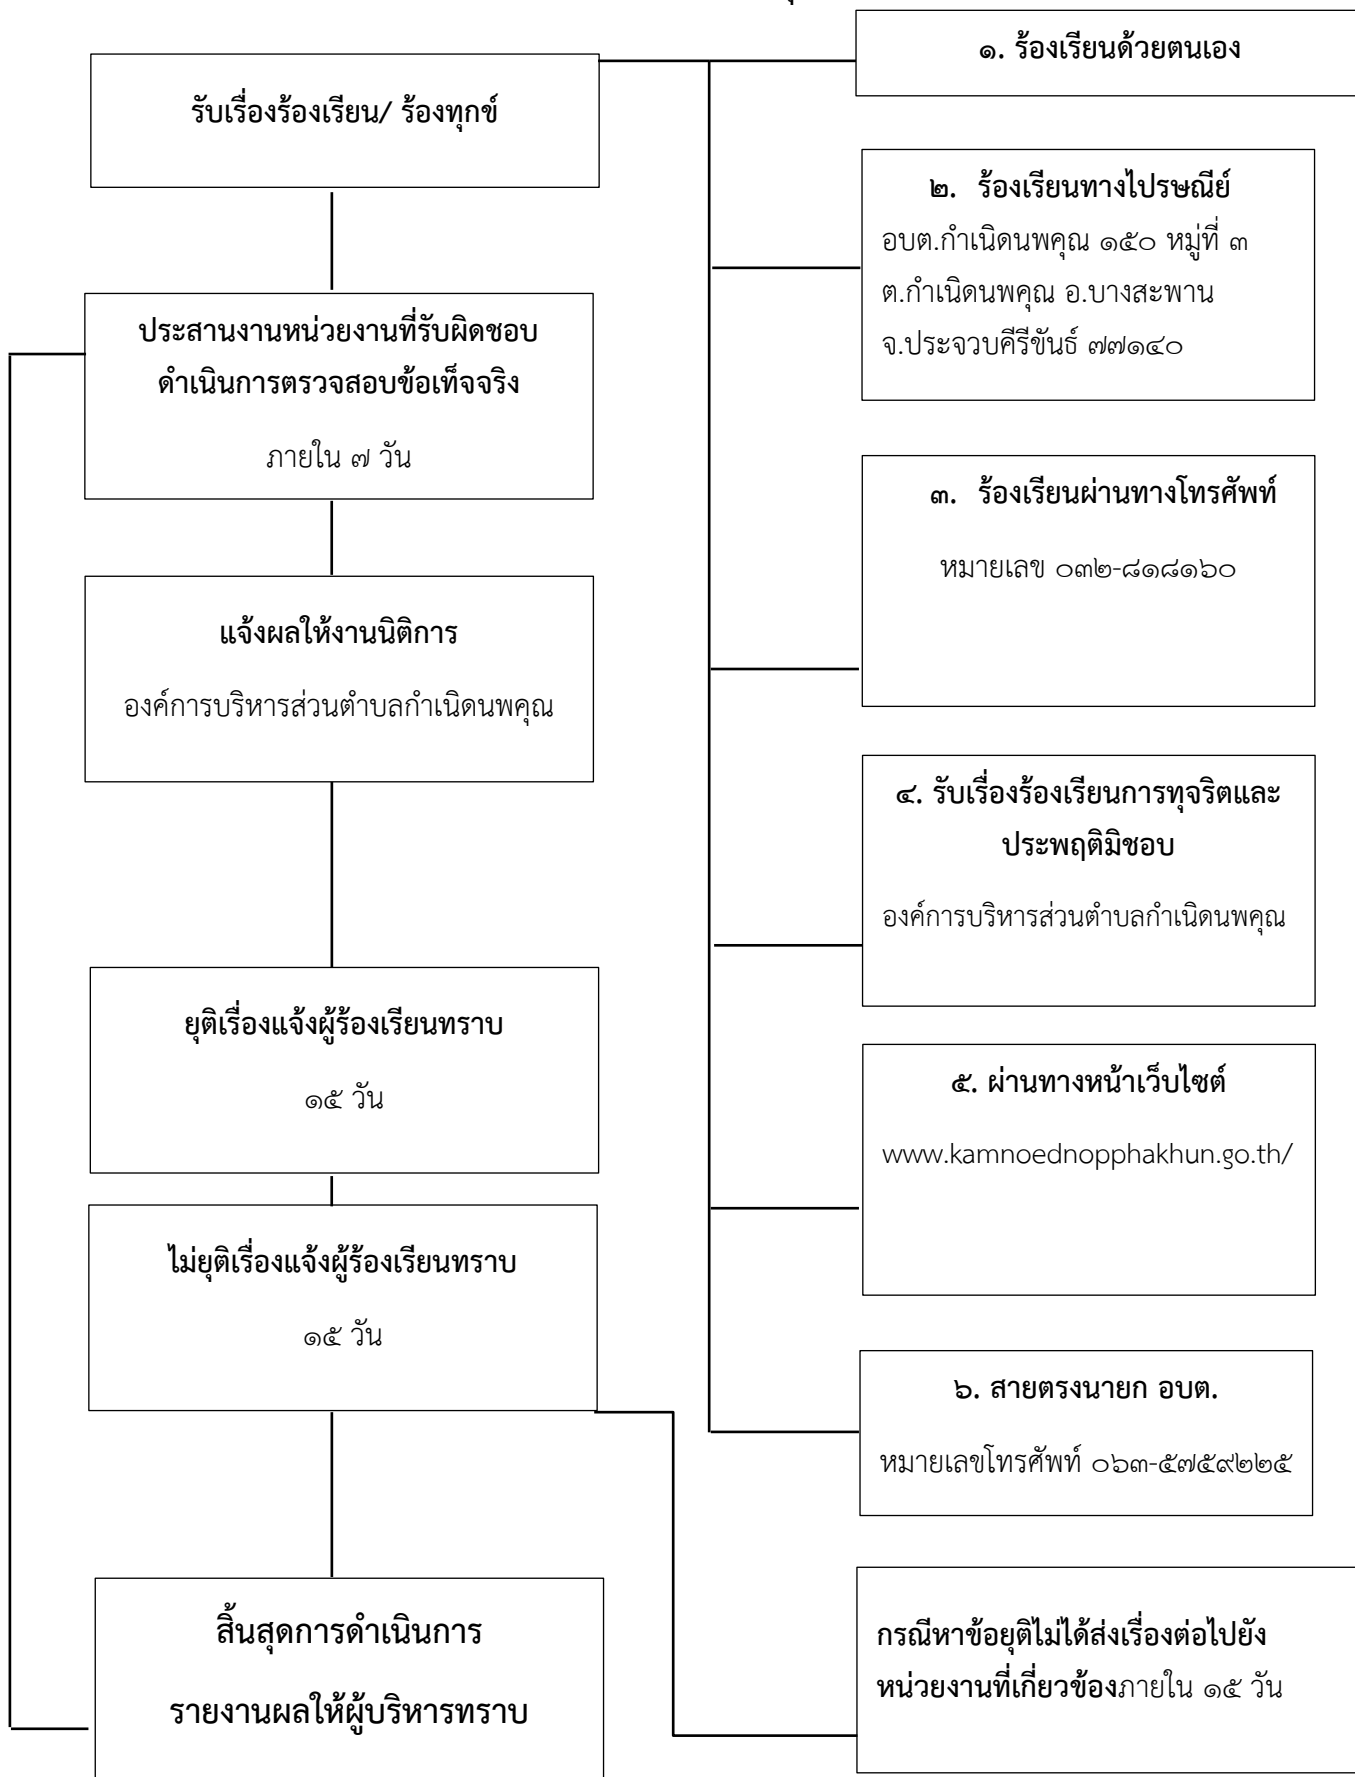 รับเรื่องร้องเรียน/ ร้องทุกข์
ประสานงานหน่วยงานที่รับผิดชอบ
ดำเนินการตรวจสอบข้อเท็จจริง
ภายใน ๗ วัน
แจ้งผลให้งานนิติการ
องค์การบริหารส่วนตำบลกำเนิดนพคุณ
ยุติเรื่องแจ้งผู้ร้องเรียนทราบ
๑๕ วัน
ไม่ยุติเรื่องแจ้งผู้ร้องเรียนทราบ
๑๕ วัน
สิ้นสุดการดำเนินการ
รายงานผลให้ผู้บริหารทราบ
๑. ร้องเรียนด้วยตนเอง
๒. ร้องเรียนทางไปรษณีย์
อบต.กำเนิดนพคุณ ๑๕๐ หมู่ที่ ๓
ต.กำเนิดนพคุณ อ.บางสะพาน
จ.ประจวบคีรีขันธ์ ๗๗๑๔๐
๓. ร้องเรียนผ่านทางโทรศัพท์
หมายเลข ๐๓๒-๘๑๘๑๖๐
๔. รับเรื่องร้องเรียนการทุจริตและ
ประพฤติมิชอบ
องค์การบริหารส่วนตำบลกำเนิดนพคุณ
๕. ผ่านทางหน้าเว็บไซต์
www.kamnoednopphakhun.go.th/
๖. สายตรงนายก อบต.
หมายเลขโทรศัพท์ ๐๖๓-๕๗๕๙๒๒๕
กรณีหาข้อยุติไม่ได้ส่งเรื่องต่อไปยัง
หน่วยงานที่เกี่ยวข้องภายใน ๑๕ วัน